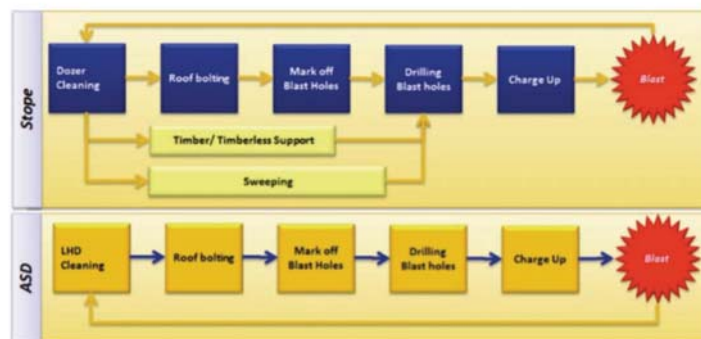 Stope
Dozer
Cleaning
Roof bolting
Mark off
Blast Holes
Drilling
Blast holes
Charge Up
Blast
Timber/ Timberless Support
Sweeping
ASD
LHD
Cleaning
Roof bolting
Mark off
Blast Holes
Drilling
Blast holes
Charge Up
Blast